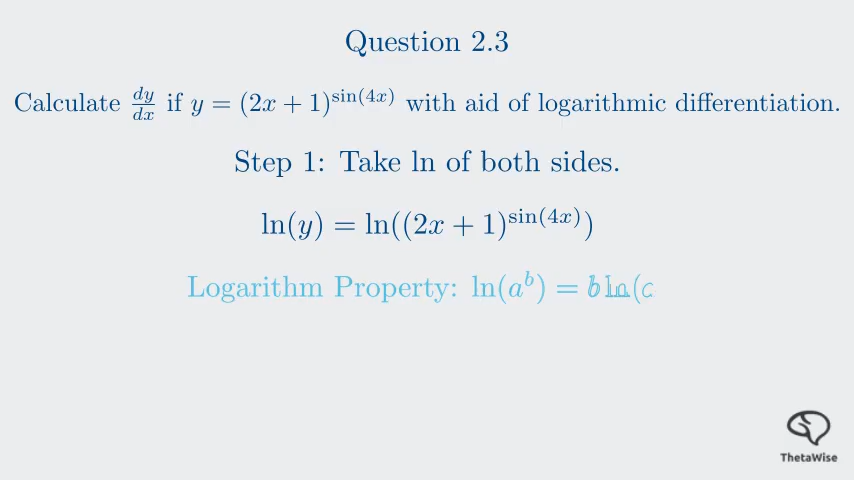 Question 2.3
Calculate dy/dx if y = (2x + 1)^sin(4x) with aid of logarithmic differentiation.
Step 1: Take ln of both sides.
ln(y) = ln((2x + 1)^sin(4x))
Logarithm Property: ln(a^b) = b ln(
ThetaWise